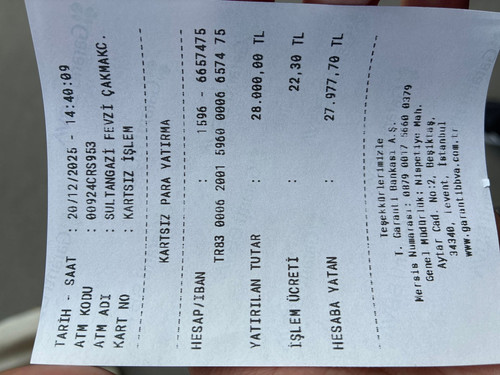 TARİH - SAAT : 20/12/2025 - 14:40:09
ATM KODU : 00924CRS953
ATM ADI : SULTANGAZİ FEVZİ ÇAKMAKC.
KART NO : KARTSIZ İŞLEM
KARTSIZ PARA YATIRMA
HESAP/IBAN : 1596 - 6657475
TR83 0006 2001 5960 0006 6574 75
YATIRILAN TUTAR : 28.000,00 TL
İŞLEM ÜCRETİ : 22,30 TL
HESABA YATAN : 27.977,70 TL
Teşekkürlerimizle
T. Garanti Bankası A.Ş.
Mersis Numarası: 0879 0017 5660 0379
Genel Müdürlük: Nispetiye Mah.
Aytar Cad. No:2, Beşiktaş,
34340, Levent, İstanbul
www.garantibbva.com.tr